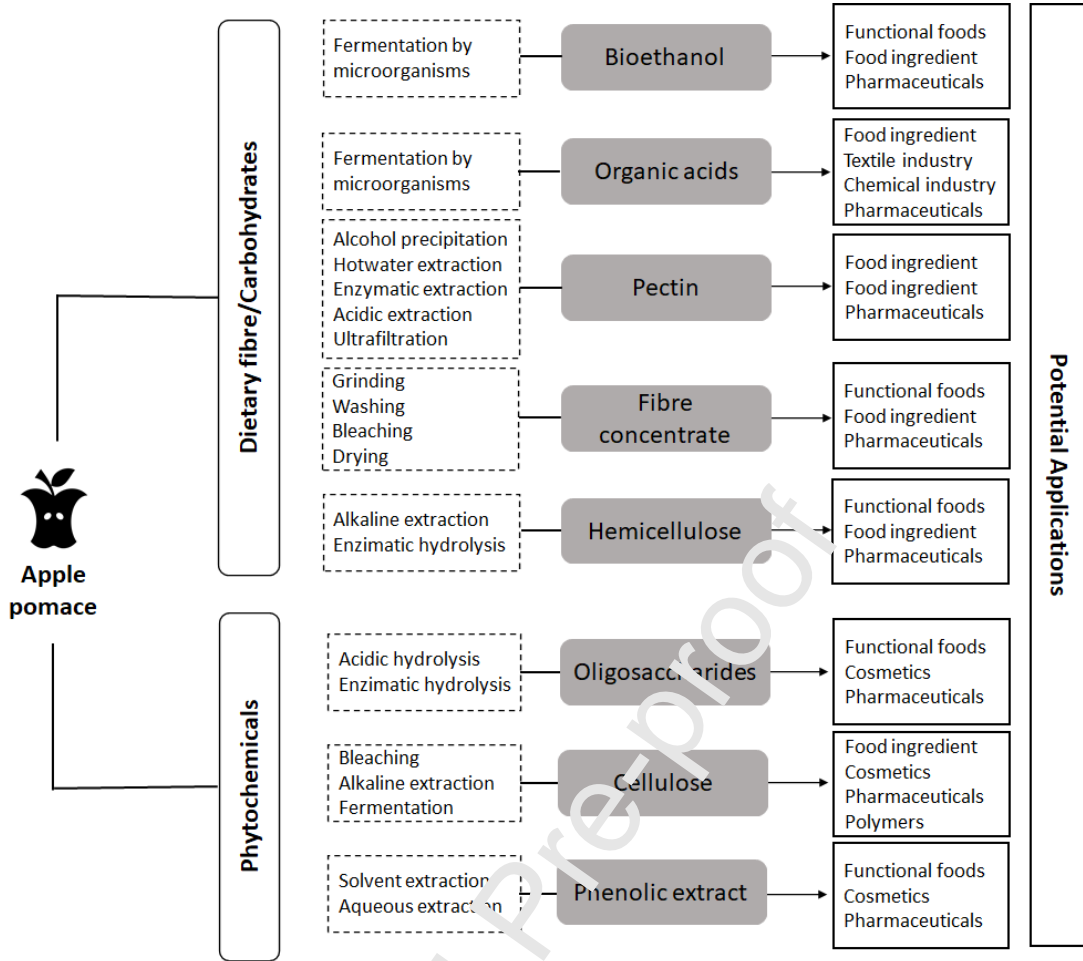 Apple
pomace
Dietary fibre/Carbohydrates
Fermentation by
microorganisms
Bioethanol
Functional foods
Food ingredient
Pharmaceuticals
Fermentation by
microorganisms
Organic acids
Food ingredient
Textile industry
Chemical industry
Pharmaceuticals
Alcohol precipitation
Hotwater extraction
Enzymatic extraction
Acidic extraction
Ultrafiltration
Pectin
Food ingredient
Food ingredient
Pharmaceuticals
Grinding
Washing
Bleaching
Drying
Fibre
concentrate
Functional foods
Food ingredient
Pharmaceuticals
Alkaline extraction
Enzimatic hydrolysis
Hemicellulose
Functional foods
Food ingredient
Pharmaceuticals
Phytochemicals
Acidic hydrolysis
Enzimatic hydrolysis
Oligosaccharides
Functional foods
Cosmetics
Pharmaceuticals
Bleaching
Alkaline extraction
Fermentation
Cellulose
Food ingredient
Cosmetics
Pharmaceuticals
Polymers
Solvent extraction
Aqueous extraction
Phenolic extract
Functional foods
Cosmetics
Pharmaceuticals
Potential Applications
Pre-proof